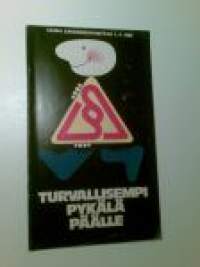 §
TURVALLISEMPI
PYKÄLÄ
PÄÄLLE